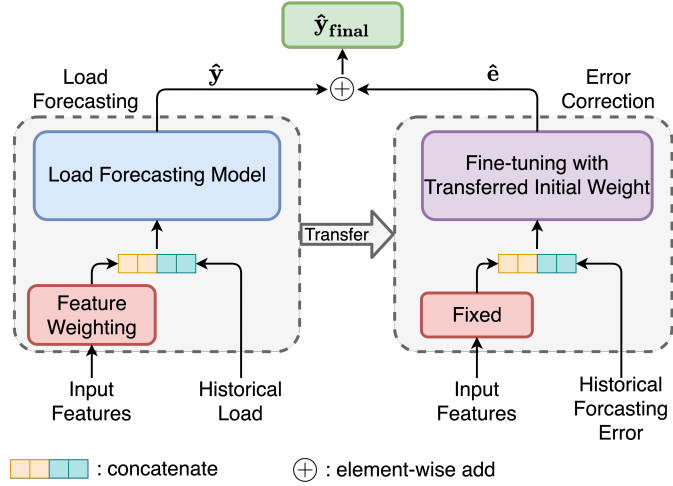 ŷ_final
Load
Forecasting
ŷ
+
ê
Error
Correction
Load Forecasting Model
Fine-tuning with
Transferred Initial Weight
Transfer
Feature
Weighting
Fixed
Input
Features
Historical
Load
Input
Features
Historical
Forcasting
Error
: concatenate
+ : element-wise add